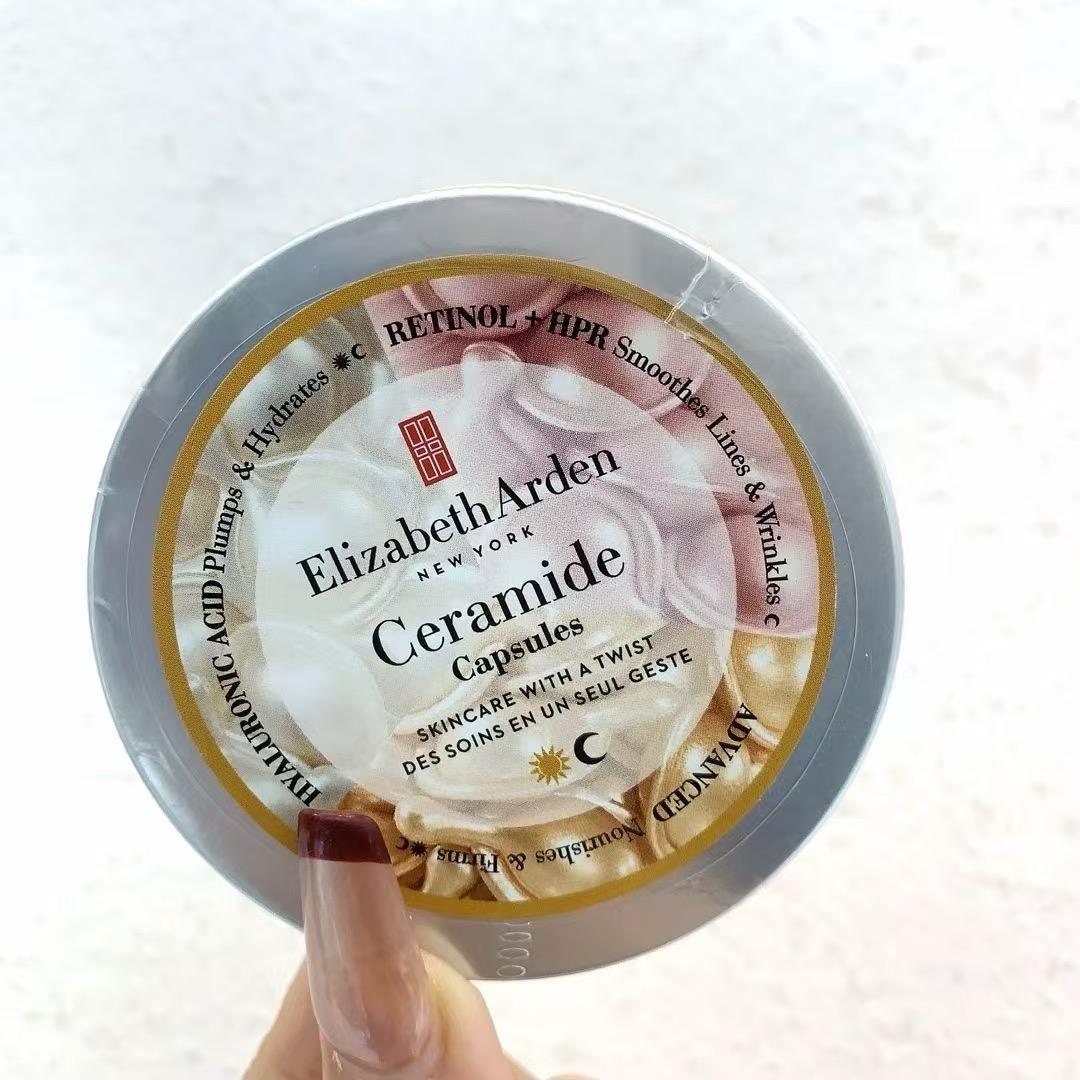 RETINOL + HPR Smoothes Lines & Wrinkles
ADVANCED Nourishes & Firms
HYALURONIC ACID Plumps & Hydrates
Elizabeth Arden
NEW YORK
Ceramide
Capsules
SKINCARE WITH A TWIST
DES SOINS EN UN SEUL GESTE